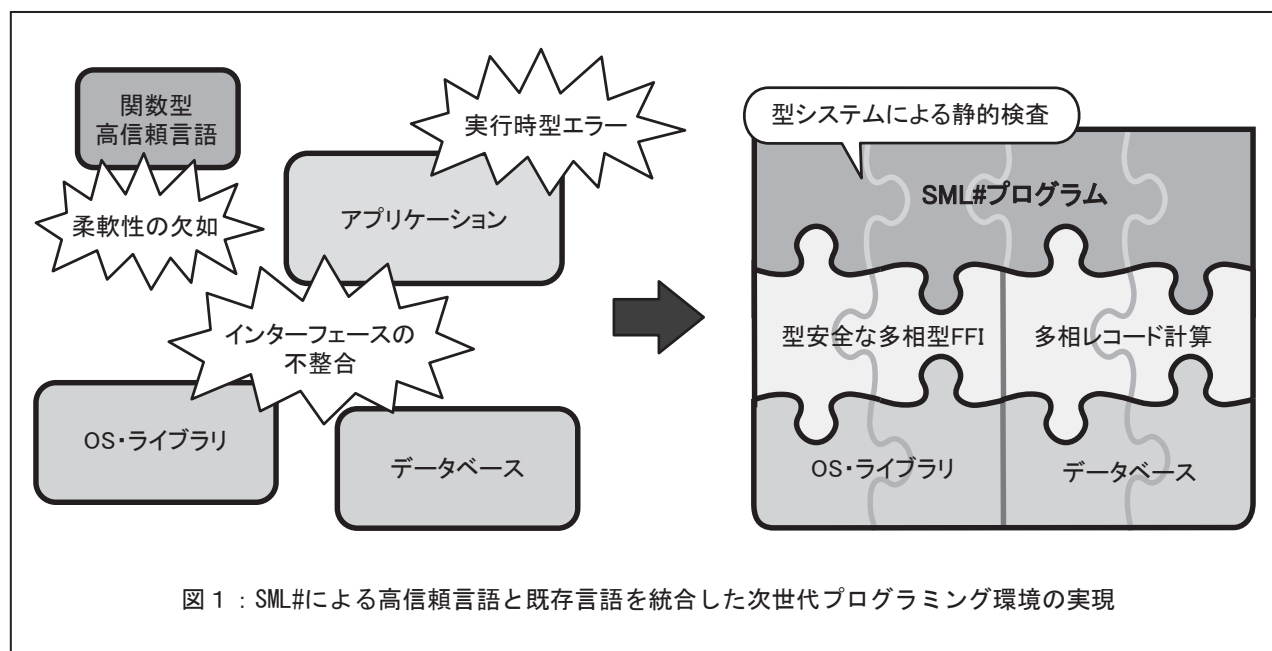 関数型
高信頼言語
柔軟性の欠如
実行時型エラー
アプリケーション
インターフェースの
不整合
OS・ライブラリ
データベース
型システムによる静的検査
SML#プログラム
型安全な多相型FFI
多相レコード計算
OS・ライブラリ
データベース
図１：SML#による高信頼言語と既存言語を統合した次世代プログラミング環境の実現